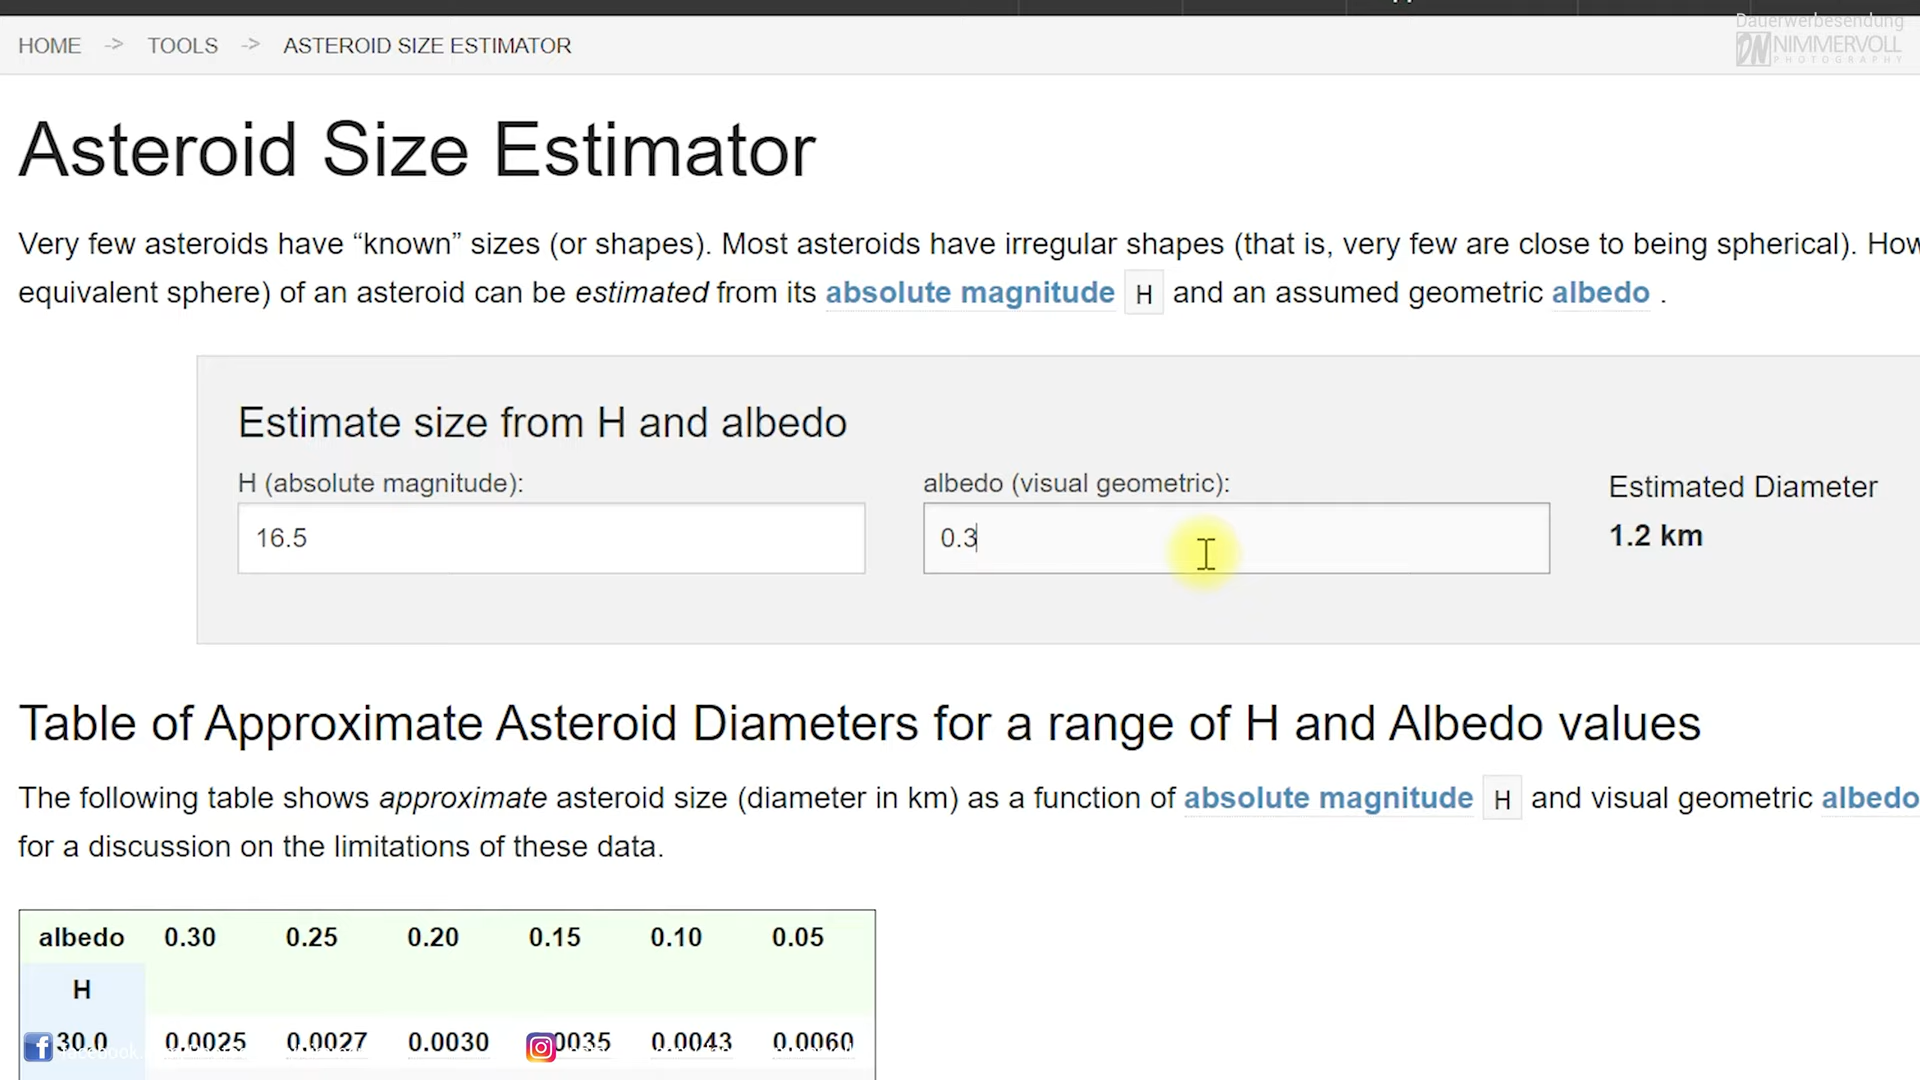 Dauerwerbesendung
HOME -> TOOLS -> ASTEROID SIZE ESTIMATOR
DN NIMMERVOLL
PHOTOGRAPHY
Asteroid Size Estimator
Very few asteroids have “known” sizes (or shapes). Most asteroids have irregular shapes (that is, very few are close to being spherical). How
equivalent sphere) of an asteroid can be estimated from its absolute magnitude H and an assumed geometric albedo .
Estimate size from H and albedo
H (absolute magnitude): albedo (visual geometric): Estimated Diameter
16.5 0.3 1.2 km
Table of Approximate Asteroid Diameters for a range of H and Albedo values
The following table shows approximate asteroid size (diameter in km) as a function of absolute magnitude H and visual geometric albedo
for a discussion on the limitations of these data.
albedo 0.30 0.25 0.20 0.15 0.10 0.05
H
30.0 0.0025 0.0027 0.0030 0035 0.0043 0.0060